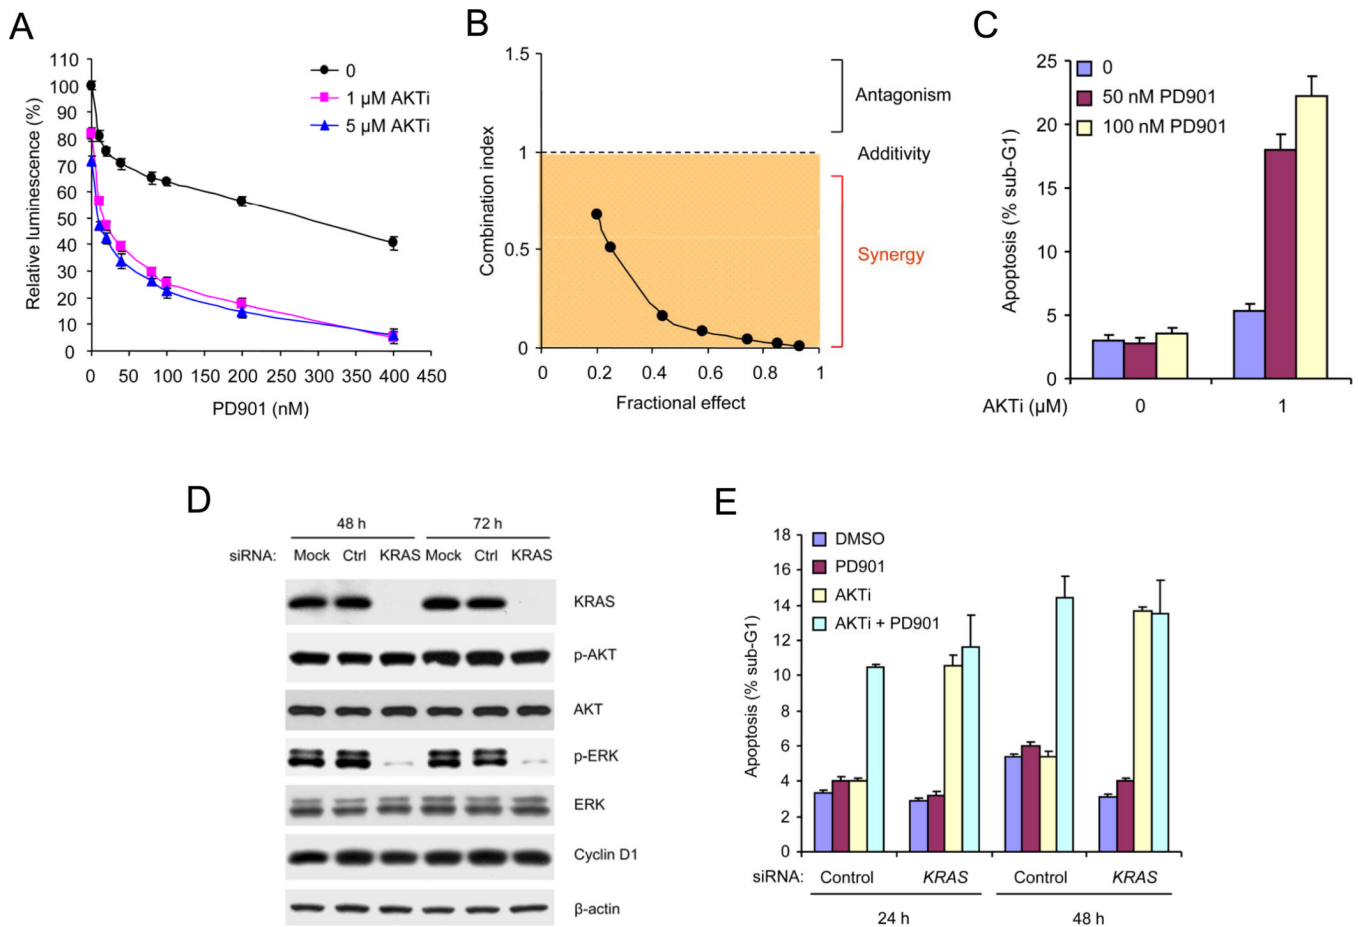 A
110
100
90
80
70
60
50
40
30
20
10
0
Relative luminescence (%)
0
1 µM AKTi
5 µM AKTi
0 50 100 150 200 250 300 350 400 450
PD901 (nM)
B
1.5
1
0.5
0
Combination index
Antagonism
Additivity
Synergy
0 0.2 0.4 0.6 0.8 1
Fractional effect
C
25
20
15
10
5
0
Apoptosis (% sub-G1)
0
50 nM PD901
100 nM PD901
AKTi (µM) 0 1
D
48 h 72 h
siRNA: Mock Ctrl KRAS Mock Ctrl KRAS
KRAS
p-AKT
AKT
p-ERK
ERK
Cyclin D1
β-actin
E
18
16
14
12
10
8
6
4
2
0
Apoptosis (% sub-G1)
DMSO
PD901
AKTi
AKTi + PD901
siRNA: Control KRAS Control KRAS
24 h 48 h